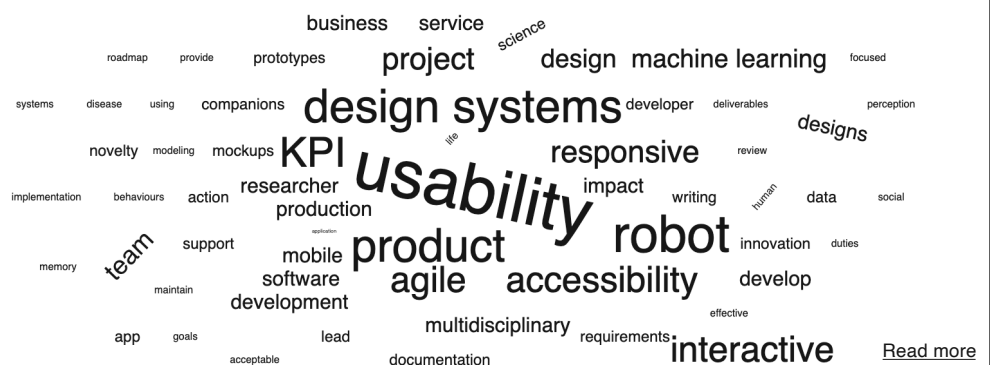 business service science
roadmap provide prototypes project design machine learning focused
systems disease using companions design systems developer deliverables perception
designs
life
novelty modeling mockups KPI usability responsive review
implementation behaviours action researcher impact writing human data social
production
application
team support mobile product robot innovation duties
memory maintain software agile accessibility develop
development
effective
app goals lead multidisciplinary requirements interactive Read more
acceptable documentation